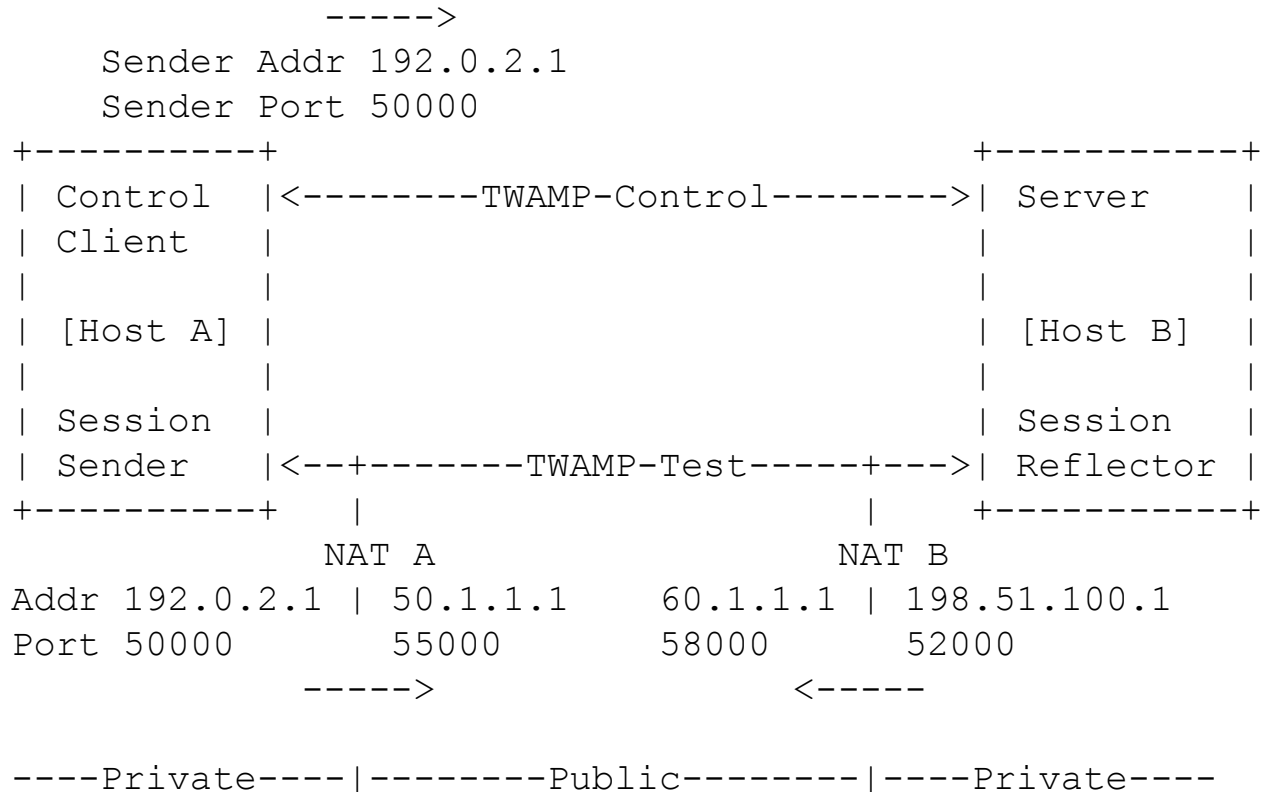 ----->
Sender Addr 192.0.2.1
Sender Port 50000
+----------+ +-----------+
| Control |<--------TWAMP-Control-------->| Server |
| Client | | |
| | | |
| [Host A] | | [Host B] |
| | | |
| Session | | Session |
| Sender |<--+-------TWAMP-Test-----+--->| Reflector |
+----------+ | | +-----------+
NAT A NAT B
Addr 192.0.2.1 | 50.1.1.1 60.1.1.1 | 198.51.100.1
Port 50000 55000 58000 52000
-----> <-----
----Private----|--------Public--------|----Private----